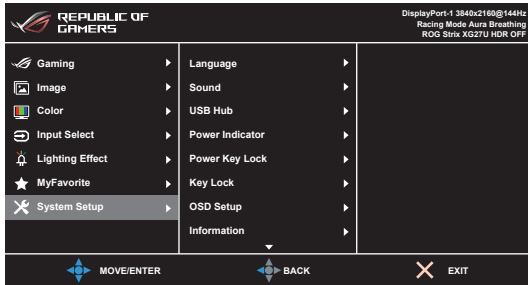 REPUBLIC OF
GAMERS
DisplayPort-1 3840x2160@144Hz
Racing Mode Aura Breathing
ROG Strix XG27U HDR OFF
Gaming
Image
Color
Input Select
Lighting Effect
MyFavorite
System Setup
Language
Sound
USB Hub
Power Indicator
Power Key Lock
Key Lock
OSD Setup
Information
MOVE/ENTER
BACK
EXIT